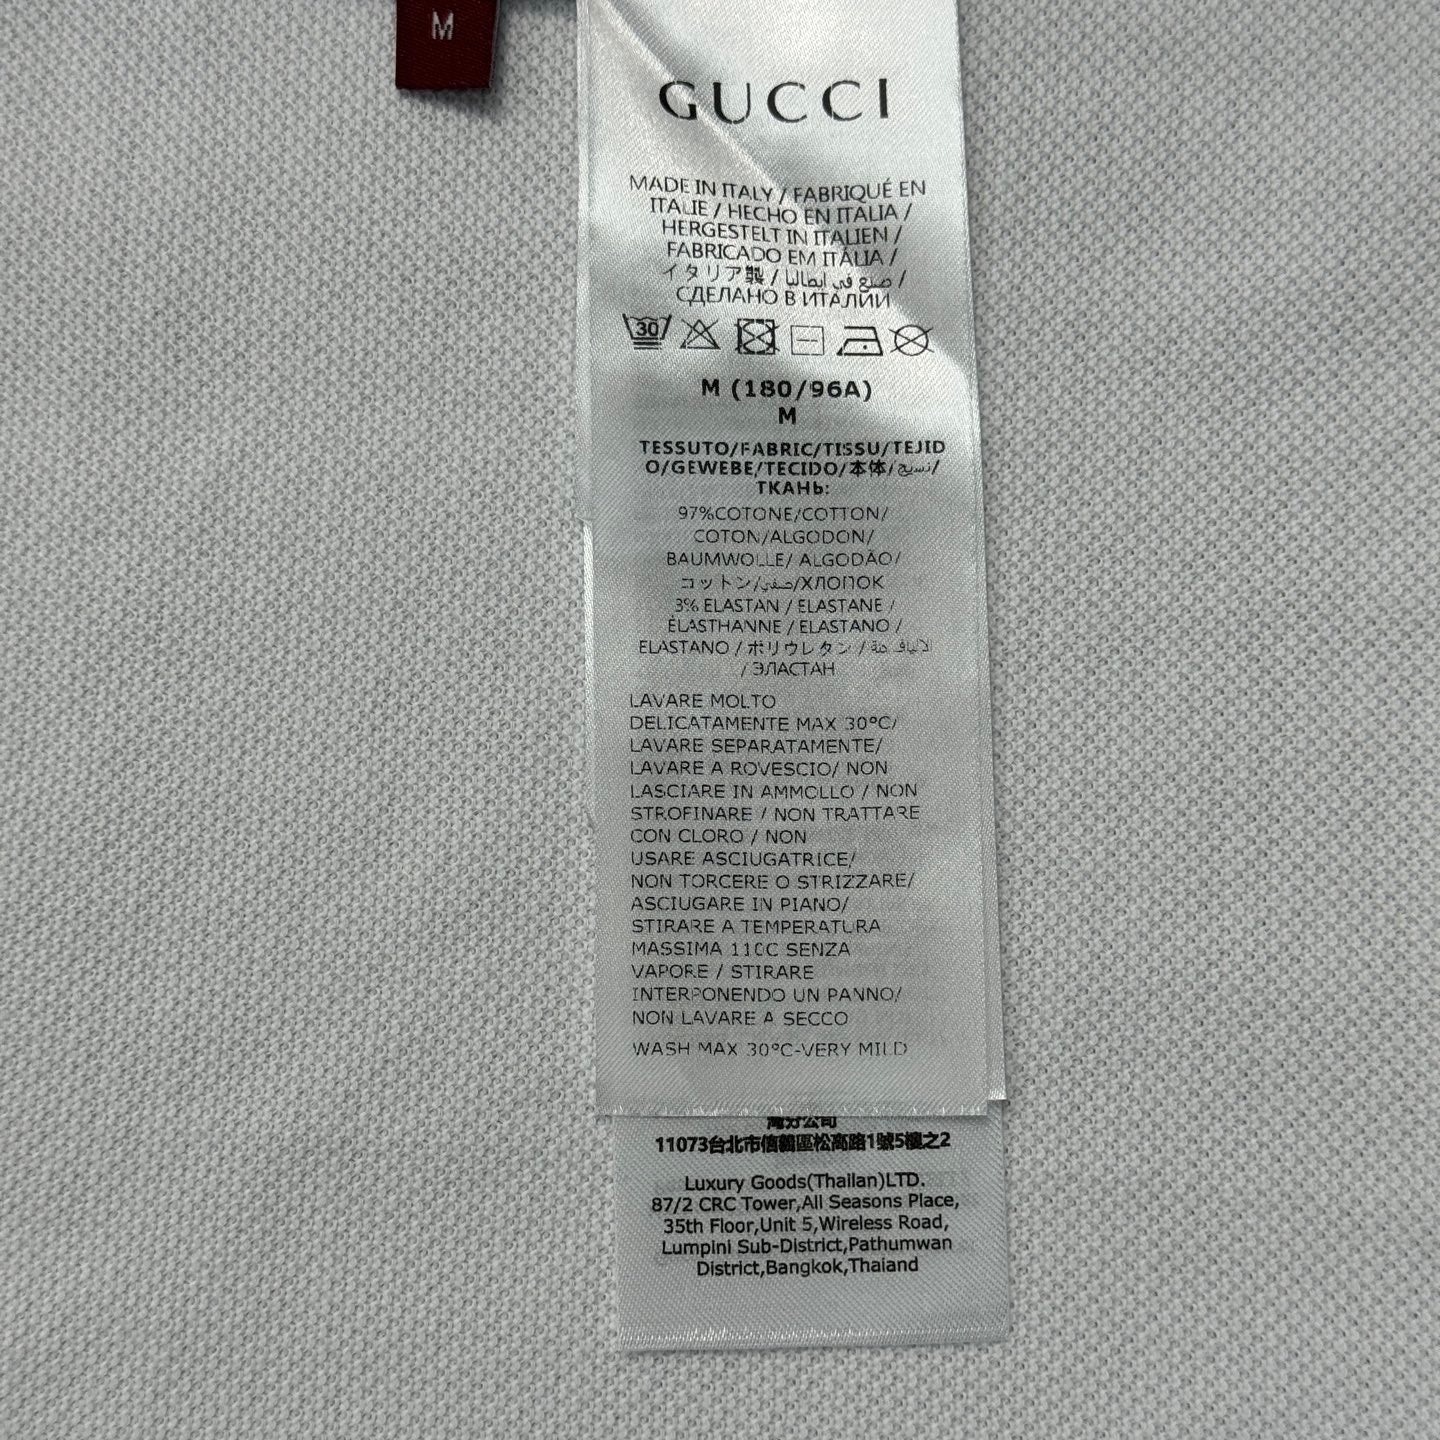 M
GUCCI
MADE IN ITALY / FABRIQUÉ EN
ITALIE / HECHO EN ITALIA /
HERGESTELT IN ITALIEN /
FABRICADO EM ITÁLIA /
イタリア製 / صنع في ايطاليا /
СДЕЛАНО В ИТАЛИИ
30
M (180/96A)
M
TESSUTO/FABRIC/TISSU/TEJID
O/GEWEBE/TECIDO/本体/نسيج/
ТКАНЬ:
97%COTONE/COTTON/
COTON/ALGODON/
BAUMWOLLE/ ALGODÃO/
コットン/صفي/ХЛОПОК
3% ELASTAN / ELASTANE /
ÉLASTHANNE / ELASTANO /
ELASTANO / ポリウレタン /
/ ЭЛАСТАН
LAVARE MOLTO
DELICATAMENTE MAX 30°C/
LAVARE SEPARATAMENTE/
LAVARE A ROVESCIO/ NON
LASCIARE IN AMMOLLO / NON
STROFINARE / NON TRATTARE
CON CLORO / NON
USARE ASCIUGATRICE/
NON TORCERE O STRIZZARE/
ASCIUGARE IN PIANO/
STIRARE A TEMPERATURA
MASSIMA 110C SENZA
VAPORE / STIRARE
INTERPONENDO UN PANNO/
NON LAVARE A SECCO
WASH MAX 30°C-VERY MILD
灣分公司
11073台北市信義區松高路1號5樓之2
Luxury Goods(Thailan)LTD.
87/2 CRC Tower,All Seasons Place,
35th Floor,Unit 5,Wireless Road,
Lumpini Sub-District,Pathumwan
District,Bangkok,Thaiand